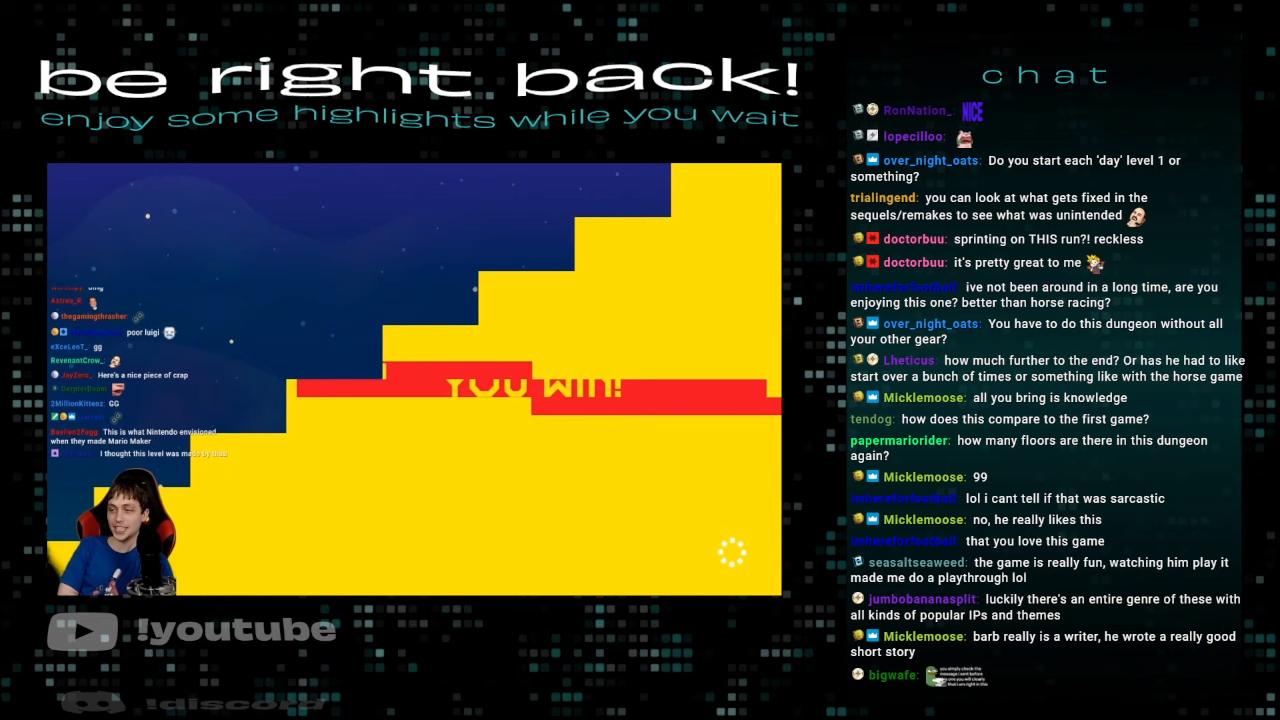 be right back!
enjoy some highlights while you wait
Astrea_R
thegamingthrasher:
poor luigi
eXceLenT_: gg
RevenantCrow_:
JayZero_: Here's a nice piece of crap
2MillionKittenz: GG
This is what Nintendo envisioned
when they made Mario Maker
I thought this level was made by that
YOU WIN!
!youtube
!discord
chat
RonNation_: NICE
lopecilloo:
over_night_oats: Do you start each 'day' level 1 or
something?
trialingend: you can look at what gets fixed in the
sequels/remakes to see what was unintended
doctorbuu: sprinting on THIS run?! reckless
doctorbuu: it's pretty great to me
imhereforfootball: ive not been around in a long time, are you
enjoying this one? better than horse racing?
over_night_oats: You have to do this dungeon without all
your other gear?
Lheticus: how much further to the end? Or has he had to like
start over a bunch of times or something like with the horse game
Micklemoose: all you bring is knowledge
tendog: how does this compare to the first game?
papermariorider: how many floors are there in this dungeon
again?
Micklemoose: 99
imhereforfootball: lol i cant tell if that was sarcastic
Micklemoose: no, he really likes this
imhereforfootball: that you love this game
seasaltseaweed: the game is really fun, watching him play it
made me do a playthrough lol
jumbobananasplit: luckily there's an entire genre of these with
all kinds of popular IPs and themes
Micklemoose: barb really is a writer, he wrote a really good
short story
bigwafe: